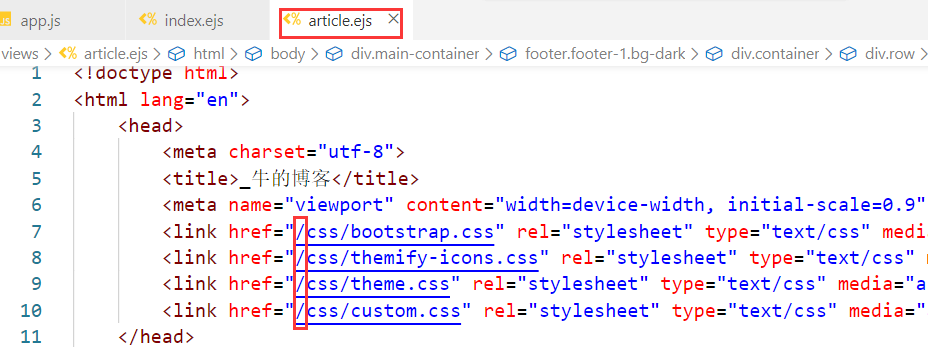 JS app.js <% index.ejs <% article.ejs ×
views > <% article.ejs > html > body > div.main-container > footer.footer-1.bg-dark > div.container > div.row >
1 <!doctype html>
2 <html lang="en">
3 <head>
4 <meta charset="utf-8">
5 <title>_牛的博客</title>
6 <meta name="viewport" content="width=device-width, initial-scale=0.9"
7 <link href="/css/bootstrap.css" rel="stylesheet" type="text/css" medi
8 <link href="/css/themify-icons.css" rel="stylesheet" type="text/css" m
9 <link href="/css/theme.css" rel="stylesheet" type="text/css" media="a
10 <link href="/css/custom.css" rel="stylesheet" type="text/css" media="
11 </head>